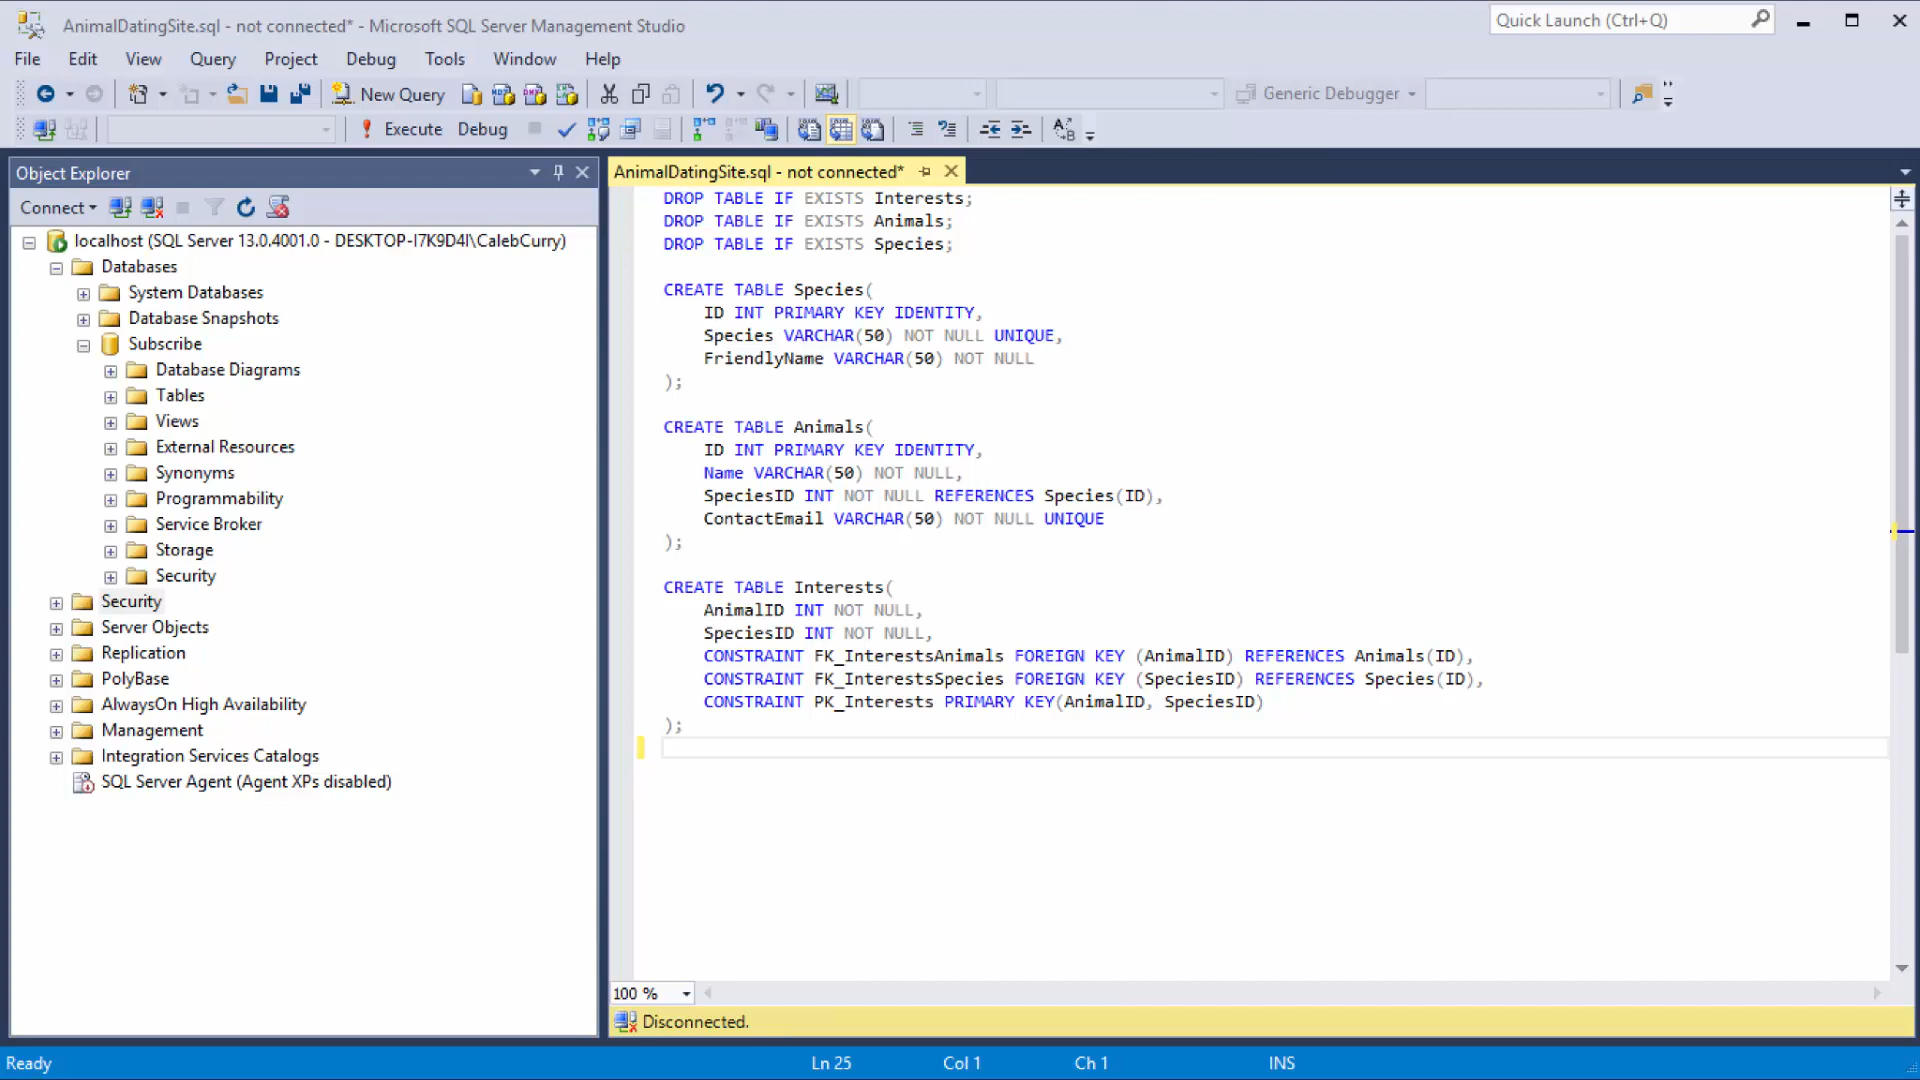 AnimalDatingSite.sql - not connected* - Microsoft SQL Server Management Studio
Quick Launch (Ctrl+Q)
File Edit View Query Project Debug Tools Window Help
New Query
Generic Debugger
Execute Debug
Object Explorer
Connect
localhost (SQL Server 13.0.4001.0 - DESKTOP-I7K9D4I\CalebCurry)
Databases
System Databases
Database Snapshots
Subscribe
Database Diagrams
Tables
Views
External Resources
Synonyms
Programmability
Service Broker
Storage
Security
Security
Server Objects
Replication
PolyBase
AlwaysOn High Availability
Management
Integration Services Catalogs
SQL Server Agent (Agent XPs disabled)
AnimalDatingSite.sql - not connected*
DROP TABLE IF EXISTS Interests;
DROP TABLE IF EXISTS Animals;
DROP TABLE IF EXISTS Species;
CREATE TABLE Species(
ID INT PRIMARY KEY IDENTITY,
Species VARCHAR(50) NOT NULL UNIQUE,
FriendlyName VARCHAR(50) NOT NULL
);
CREATE TABLE Animals(
ID INT PRIMARY KEY IDENTITY,
Name VARCHAR(50) NOT NULL,
SpeciesID INT NOT NULL REFERENCES Species(ID),
ContactEmail VARCHAR(50) NOT NULL UNIQUE
);
CREATE TABLE Interests(
AnimalID INT NOT NULL,
SpeciesID INT NOT NULL,
CONSTRAINT FK_InterestsAnimals FOREIGN KEY (AnimalID) REFERENCES Animals(ID),
CONSTRAINT FK_InterestsSpecies FOREIGN KEY (SpeciesID) REFERENCES Species(ID),
CONSTRAINT PK_Interests PRIMARY KEY(AnimalID, SpeciesID)
);
100 %
Disconnected.
Ready Ln 25 Col 1 Ch 1 INS